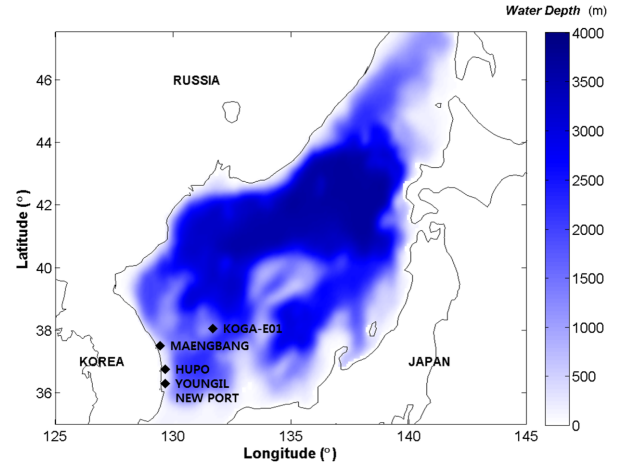 Water Depth (m)
4000
3500
3000
2500
2000
1500
1000
500
0
46
44
42
40
38
36
Latitude (°)
RUSSIA
KOGA-E01
MAENGBANG
KOREA
JAPAN
HUPO
YOUNGIL
NEW PORT
125
130
135
140
145
Longitude (°)